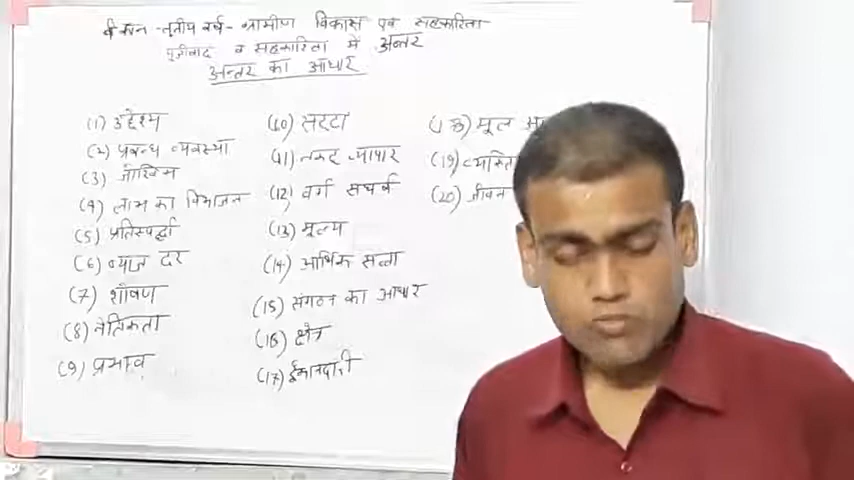 बी.कॉम - तृतीय वर्ष - ग्रामीण विकास एवं सहकारिता
पूंजीवाद व सहकारिता में अन्तर
अन्तर का आधार
(1) उद्देश्य
(2) प्रबन्ध व्यवस्था
(3) जोखिम
(4) लाभ का विभाजन
(5) प्रतिस्पर्द्धा
(6) ब्याज दर
(7) शोषण
(8) नैतिकता
(9) प्रभाव
(10) सट्टा
(11) नकद व्यापार
(12) वर्ग संघर्ष
(13) मूल्य
(14) आर्थिक सत्ता
(15) संगठन का आधार
(16) क्षेत्र
(17) ईमानदारी
(18) मूल
(19)
(20) जीवन